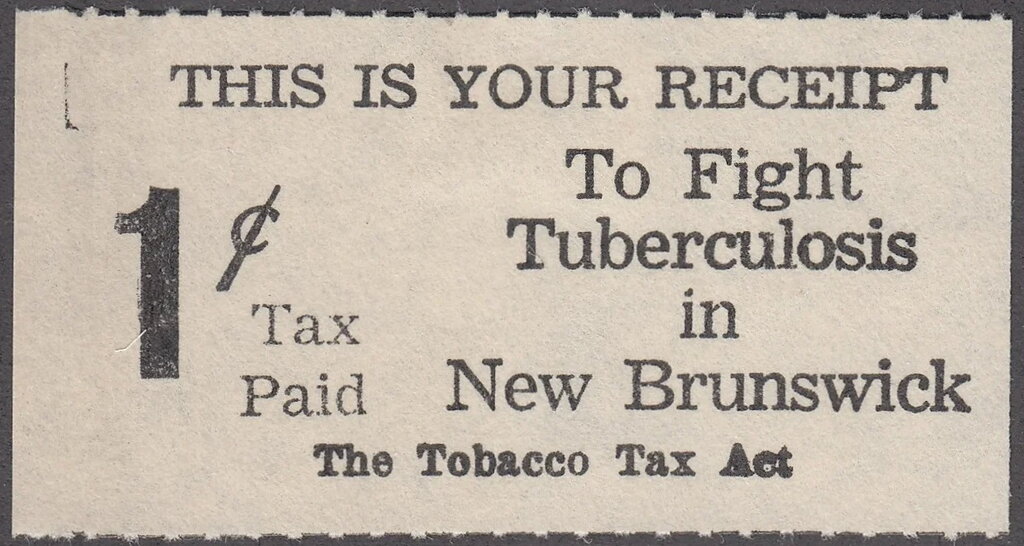 THIS IS YOUR RECEIPT
1¢
Tax
Paid
To Fight
Tuberculosis
in
New Brunswick
The Tobacco Tax Act